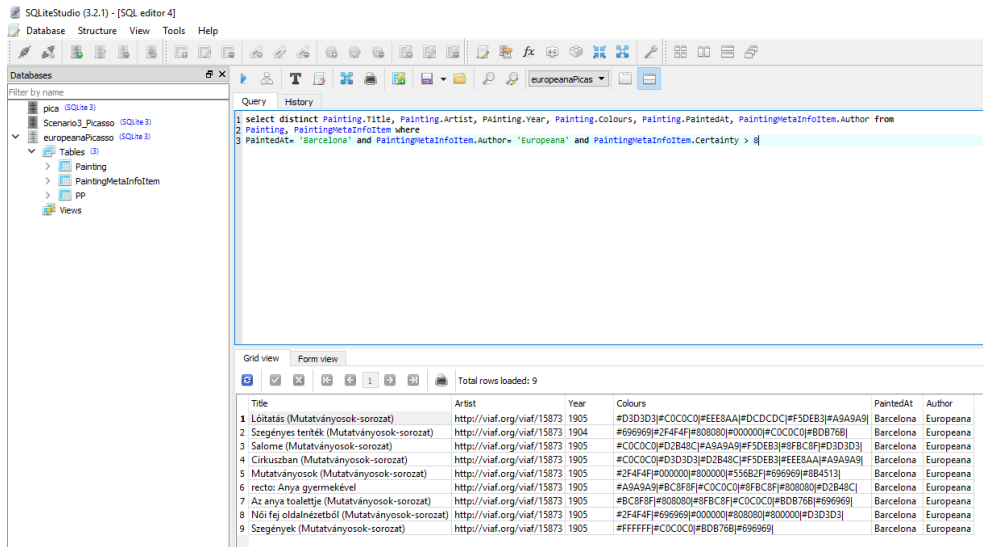 SQLiteStudio (3.2.1) - [SQL editor 4]
Database Structure View Tools Help
europeanaPicas
Databases
Filter by name
pica (SQLite 3)
Scenario3_Picasso (SQLite 3)
europeanaPicasso (SQLite 3)
Tables (3)
Painting
PaintingMetaInfoItem
PP
Views
Query History
1 select distinct Painting.Title, Painting.Artist, PAinting.Year, Painting.Colours, Painting.PaintedAt, PaintingMetaInfoItem.Author from
2 Painting, PaintingMetaInfoItem where
3 PaintedAt= 'Barcelona' and PaintingMetaInfoItem.Author= 'Europeana' and PaintingMetaInfoItem.Certainty > 8
Grid view Form view
1 Total rows loaded: 9
Title Artist Year Colours PaintedAt Author
1 Lóitatás (Mutatványosok-sorozat) http://viaf.org/viaf/15873 1905 #D3D3D3|#C0C0C0|#EEE8AA|#DCDCDC|#F5DEB3|#A9A9A9| Barcelona Europeana
2 Szegényes teríték (Mutatványosok-sorozat) http://viaf.org/viaf/15873 1904 #696969|#2F4F4F|#808080|#000000|#C0C0C0|#BDB76B| Barcelona Europeana
3 Salome (Mutatványosok-sorozat) http://viaf.org/viaf/15873 1905 #C0C0C0|#D2B48C|#A9A9A9|#F5DEB3|#8FBC8F|#D3D3D3| Barcelona Europeana
4 Cirkuszban (Mutatványosok-sorozat) http://viaf.org/viaf/15873 1905 #C0C0C0|#D3D3D3|#D2B48C|#F5DEB3|#EEE8AA|#A9A9A9| Barcelona Europeana
5 Mutatványosok (Mutatványosok-sorozat) http://viaf.org/viaf/15873 1905 #2F4F4F|#000000|#800000|#556B2F|#696969|#8B4513| Barcelona Europeana
6 recto: Anya gyermekével http://viaf.org/viaf/15873 1905 #A9A9A9|#BC8F8F|#C0C0C0|#8FBC8F|#808080|#D2B48C| Barcelona Europeana
7 Az anya toalettje (Mutatványosok-sorozat) http://viaf.org/viaf/15873 1905 #BC8F8F|#808080|#8FBC8F|#C0C0C0|#BDB76B|#696969| Barcelona Europeana
8 Női fej oldalnézetből (Mutatványosok-sorozat) http://viaf.org/viaf/15873 1905 #2F4F4F|#696969|#000000|#808080|#800000|#D3D3D3| Barcelona Europeana
9 Szegények (Mutatványosok-sorozat) http://viaf.org/viaf/15873 1905 #FFFFFF|#C0C0C0|#BDB76B|#696969| Barcelona Europeana